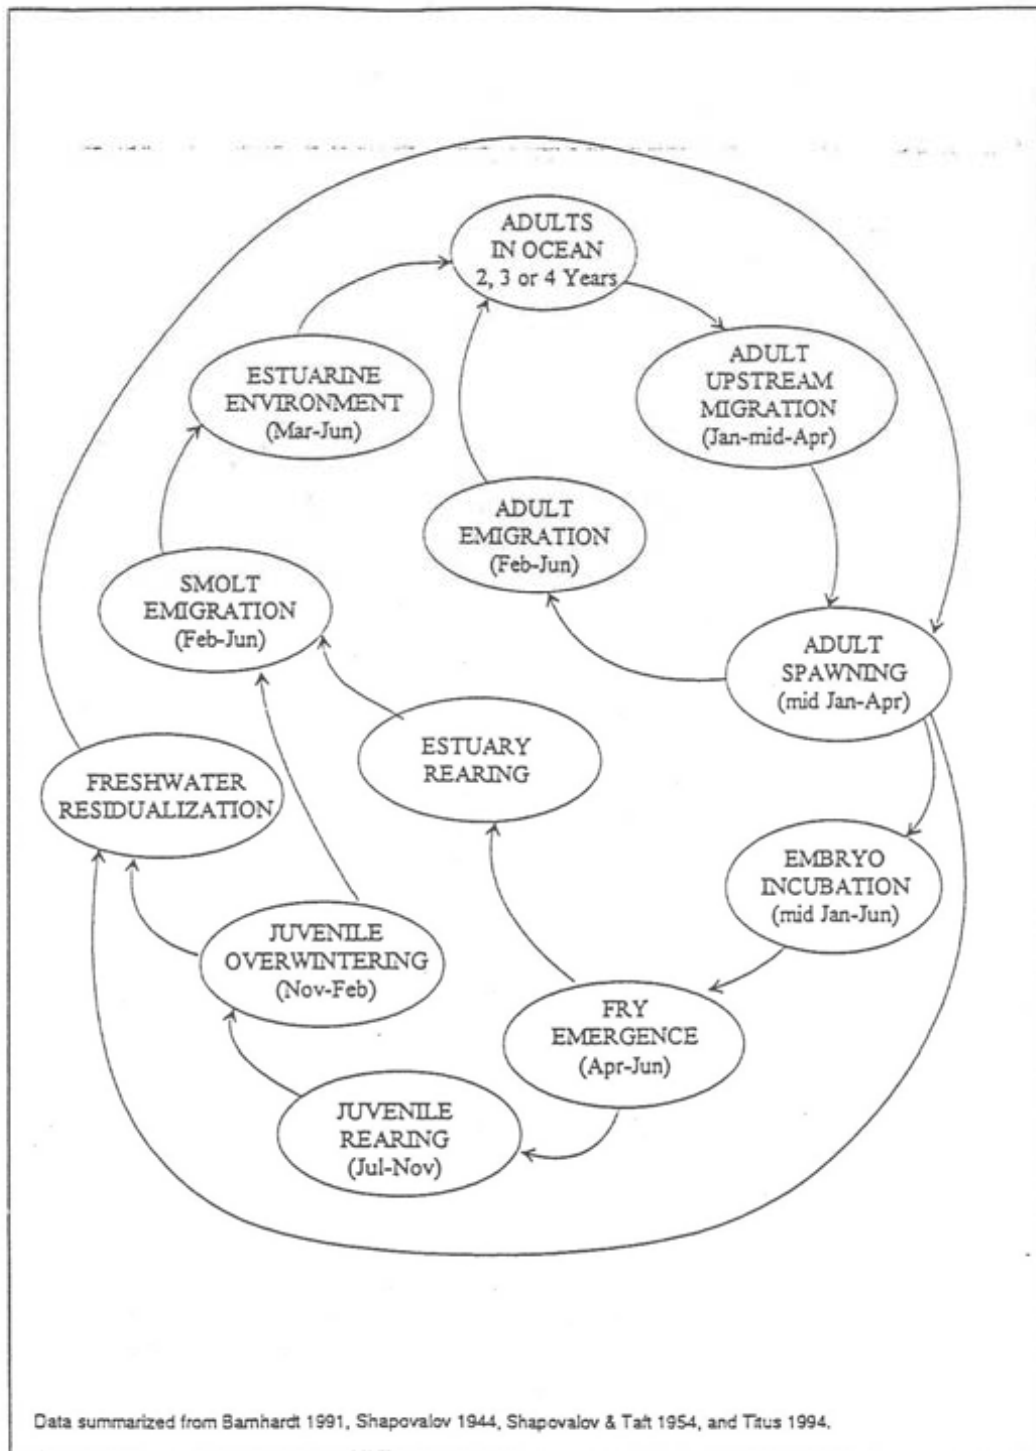 ADULTS
IN OCEAN
2, 3 or 4 Years
ESTUARINE
ENVIRONMENT
(Mar-Jun)
ADULT
UPSTREAM
MIGRATION
(Jan-mid-Apr)
ADULT
EMIGRATION
(Feb-Jun)
SMOLT
EMIGRATION
(Feb-Jun)
ADULT
SPAWNING
(mid Jan-Apr)
ESTUARY
REARING
FRESHWATER
RESIDUALIZATION
EMBRYO
INCUBATION
(mid Jan-Jun)
JUVENILE
OVERWINTERING
(Nov-Feb)
FRY
EMERGENCE
(Apr-Jun)
JUVENILE
REARING
(Jul-Nov)
Data summarized from Barnhardt 1991, Shapovalov 1944, Shapovalov & Taft 1954, and Titus 1994.